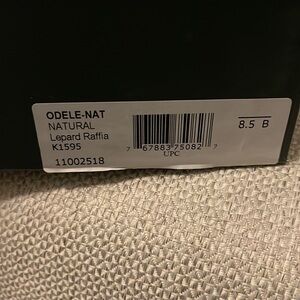 ODELE-NAT
NATURAL
Lepard Raffia
K1595
11002518
7 67883 75082 7
UPC
8.5 B